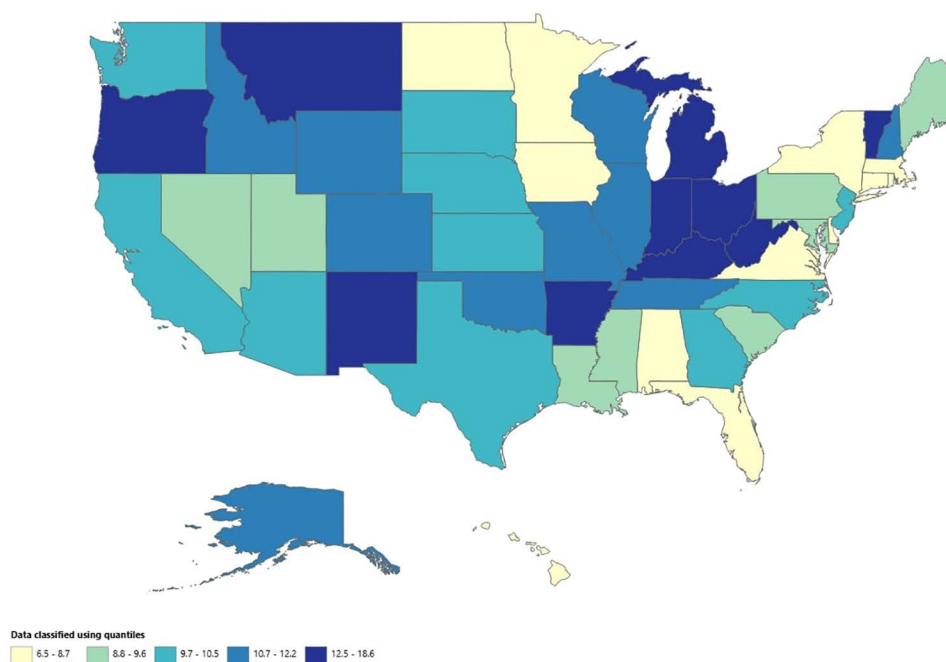 Data classified using quantiles
6.5 - 8.7 8.8 - 9.6 9.7 - 10.5 10.7 - 12.2 12.5 - 18.6